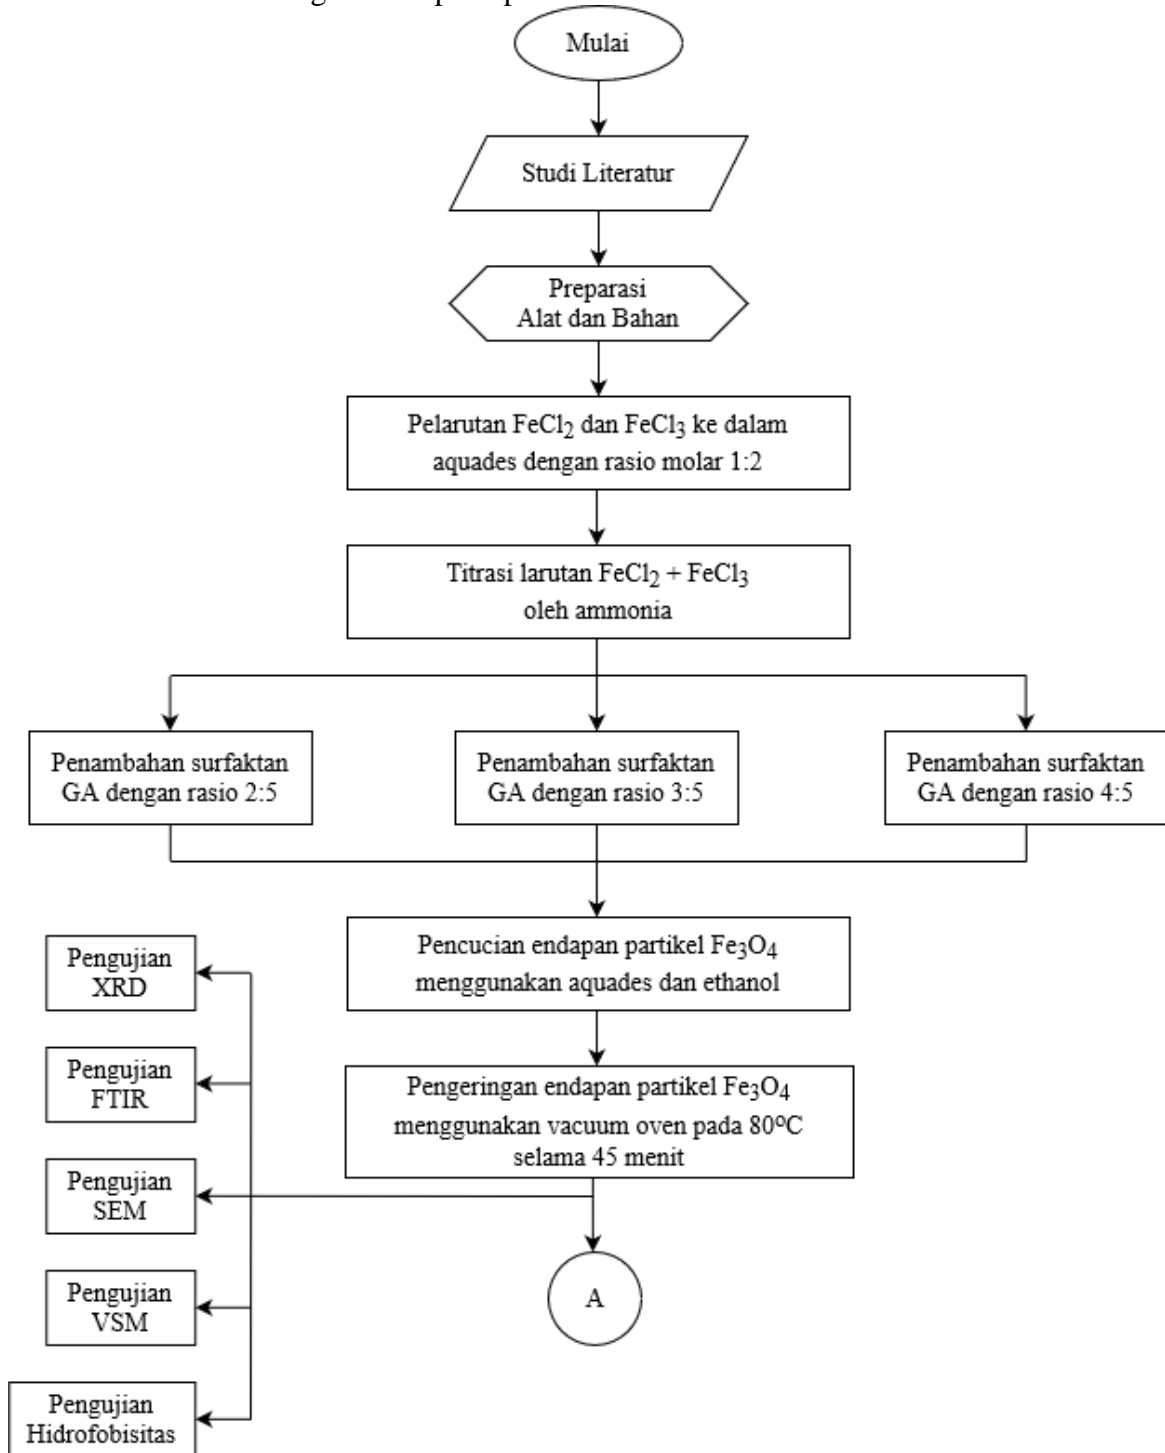 Mulai
Studi Literatur
Preparasi
Alat dan Bahan
Pelarutan FeCl2 dan FeCl3 ke dalam
aquades dengan rasio molar 1:2
Titrasi larutan FeCl2 + FeCl3
oleh ammonia
Penambahan surfaktan
GA dengan rasio 2:5
Penambahan surfaktan
GA dengan rasio 3:5
Penambahan surfaktan
GA dengan rasio 4:5
Pencucian endapan partikel Fe3O4
menggunakan aquades dan ethanol
Pengeringan endapan partikel Fe3O4
menggunakan vacuum oven pada 80°C
selama 45 menit
Pengujian
XRD
Pengujian
FTIR
Pengujian
SEM
Pengujian
VSM
Pengujian
Hidrofobisitas
A